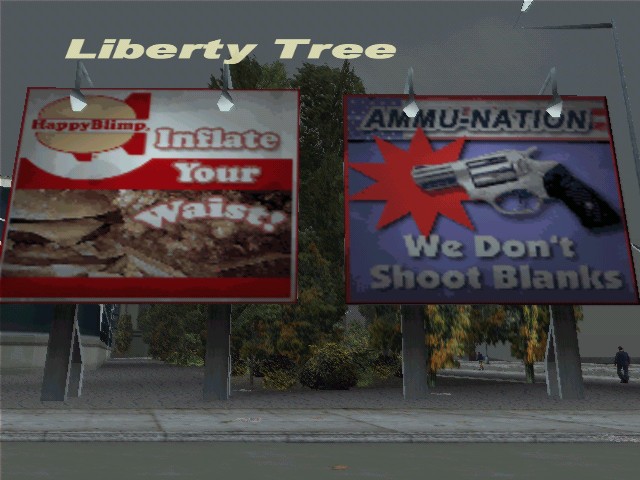 Liberty Tree
HappyBlimp.
Inflate
Your
Waist!
AMMU-NATION
We Don't
Shoot Blanks